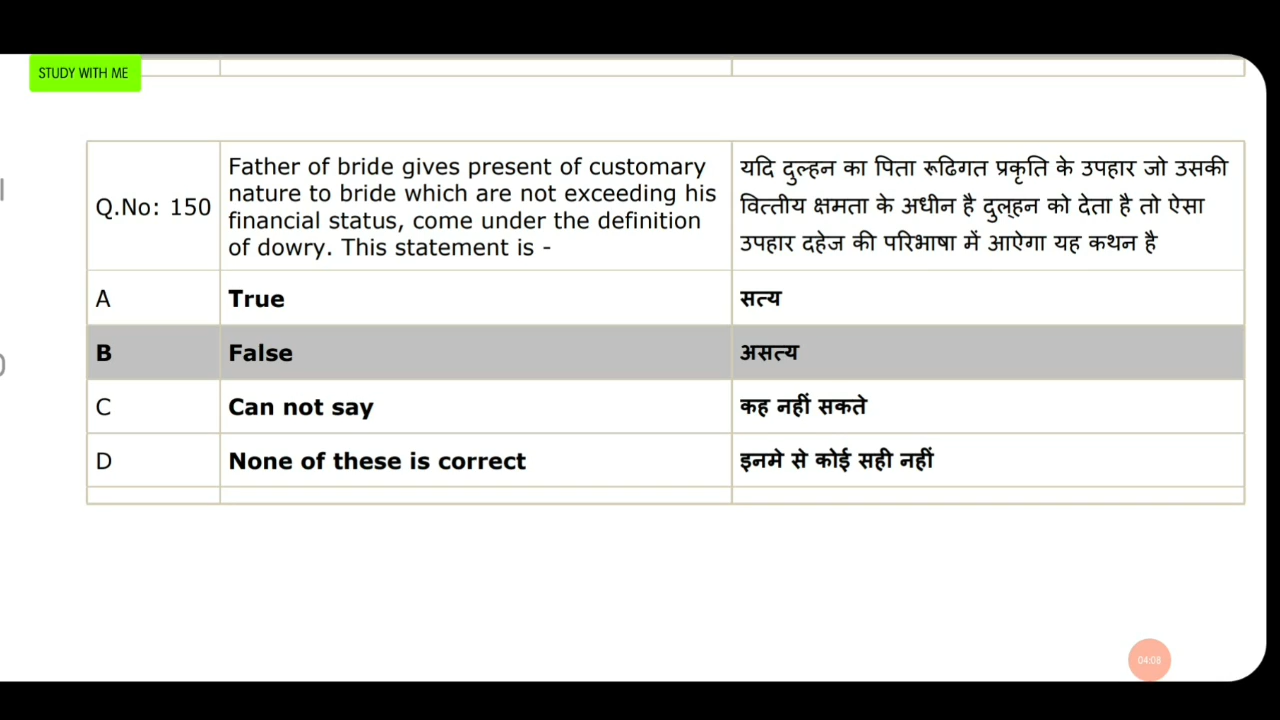 STUDY WITH ME
Q.No: 150
Father of bride gives present of customary
nature to bride which are not exceeding his
financial status, come under the definition
of dowry. This statement is -
यदि दुल्हन का पिता रूढिगत प्रकृति के उपहार जो उसकी
वित्तीय क्षमता के अधीन है दुल्हन को देता है तो ऐसा
उपहार दहेज की परिभाषा में आऐगा यह कथन है
A
True
सत्य
B
False
असत्य
C
Can not say
कह नहीं सकते
D
None of these is correct
इनमे से कोई सही नहीं
04:08